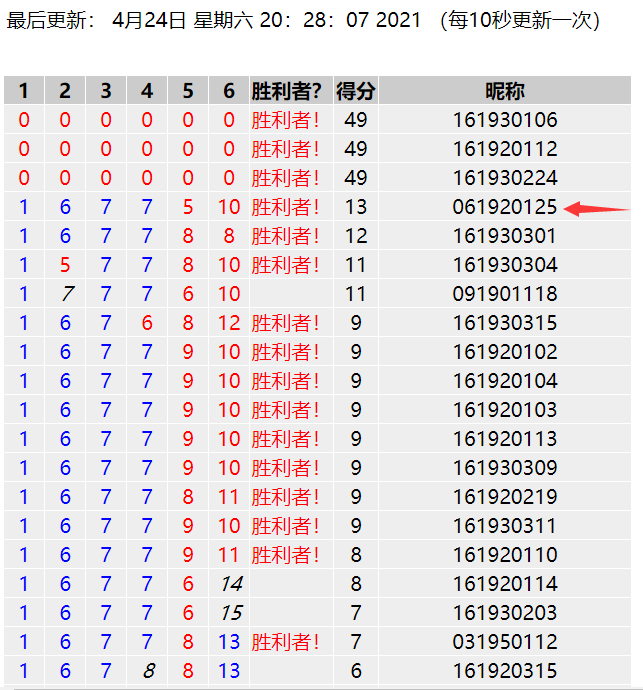 最后更新： 4月24日 星期六 20：28：07 2021 （每10秒更新一次）
1 2 3 4 5 6 胜利者？ 得分 昵称
0 0 0 0 0 0 胜利者！ 49 161930106
0 0 0 0 0 0 胜利者！ 49 161920112
0 0 0 0 0 0 胜利者！ 49 161930224
1 6 7 7 5 10 胜利者！ 13 061920125
1 6 7 7 8 8 胜利者！ 12 161930301
1 5 7 7 8 10 胜利者！ 11 161930304
1 7 7 7 6 10 11 091901118
1 6 7 6 8 12 胜利者！ 9 161930315
1 6 7 7 9 10 胜利者！ 9 161920102
1 6 7 7 9 10 胜利者！ 9 161920104
1 6 7 7 9 10 胜利者！ 9 161920103
1 6 7 7 9 10 胜利者！ 9 161920113
1 6 7 7 9 10 胜利者！ 9 161930309
1 6 7 7 8 11 胜利者！ 9 161920219
1 6 7 7 9 10 胜利者！ 9 161930311
1 6 7 7 9 11 胜利者！ 8 161920110
1 6 7 7 6 14 8 161920114
1 6 7 7 6 15 7 161930203
1 6 7 7 8 13 胜利者！ 7 031950112
1 6 7 8 8 13 6 161920315